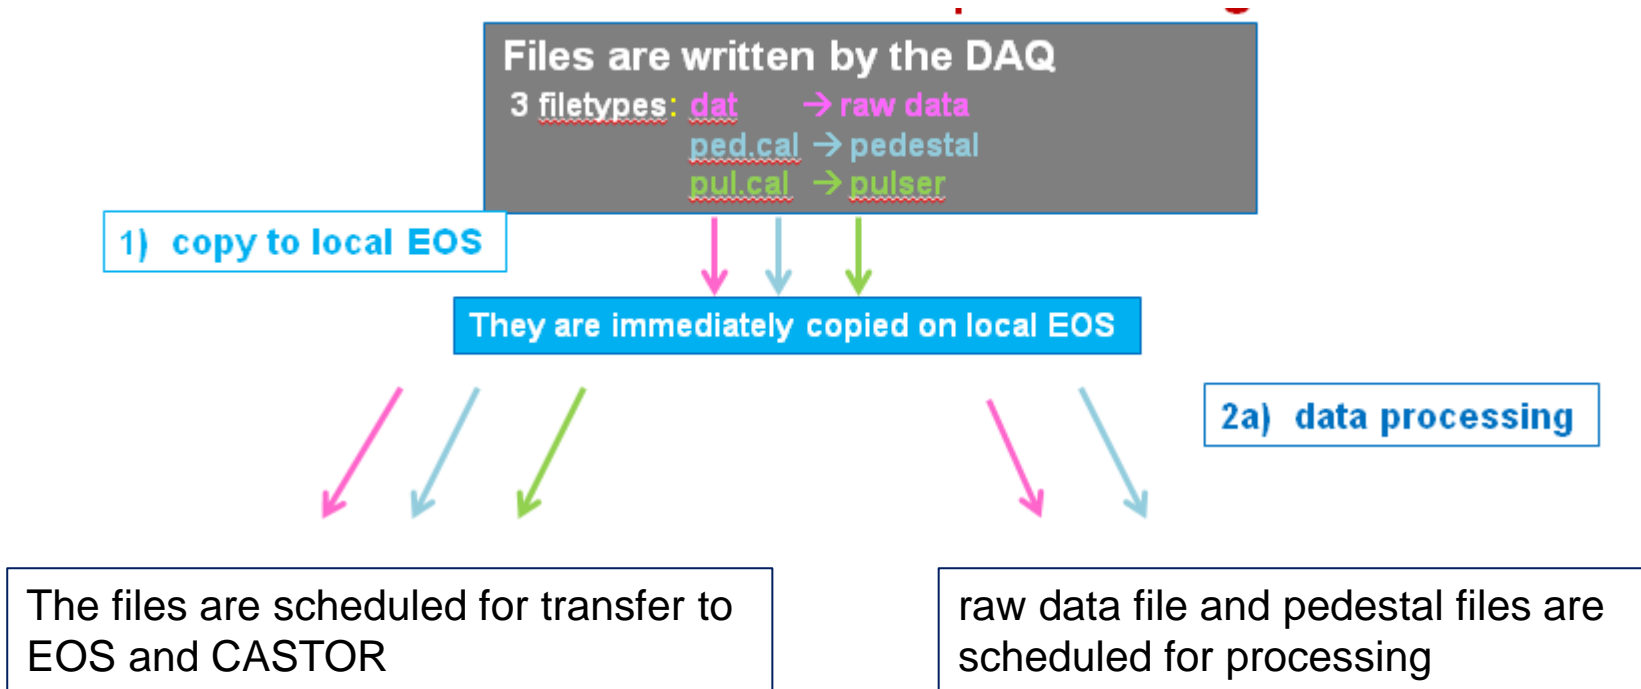 Files are written by the DAQ
3 filetypes: dat → raw data
ped.cal → pedestal
pul.cal → pulser
1) copy to local EOS
They are immediately copied on local EOS
2a) data processing
The files are scheduled for transfer to
EOS and CASTOR
raw data file and pedestal files are
scheduled for processing